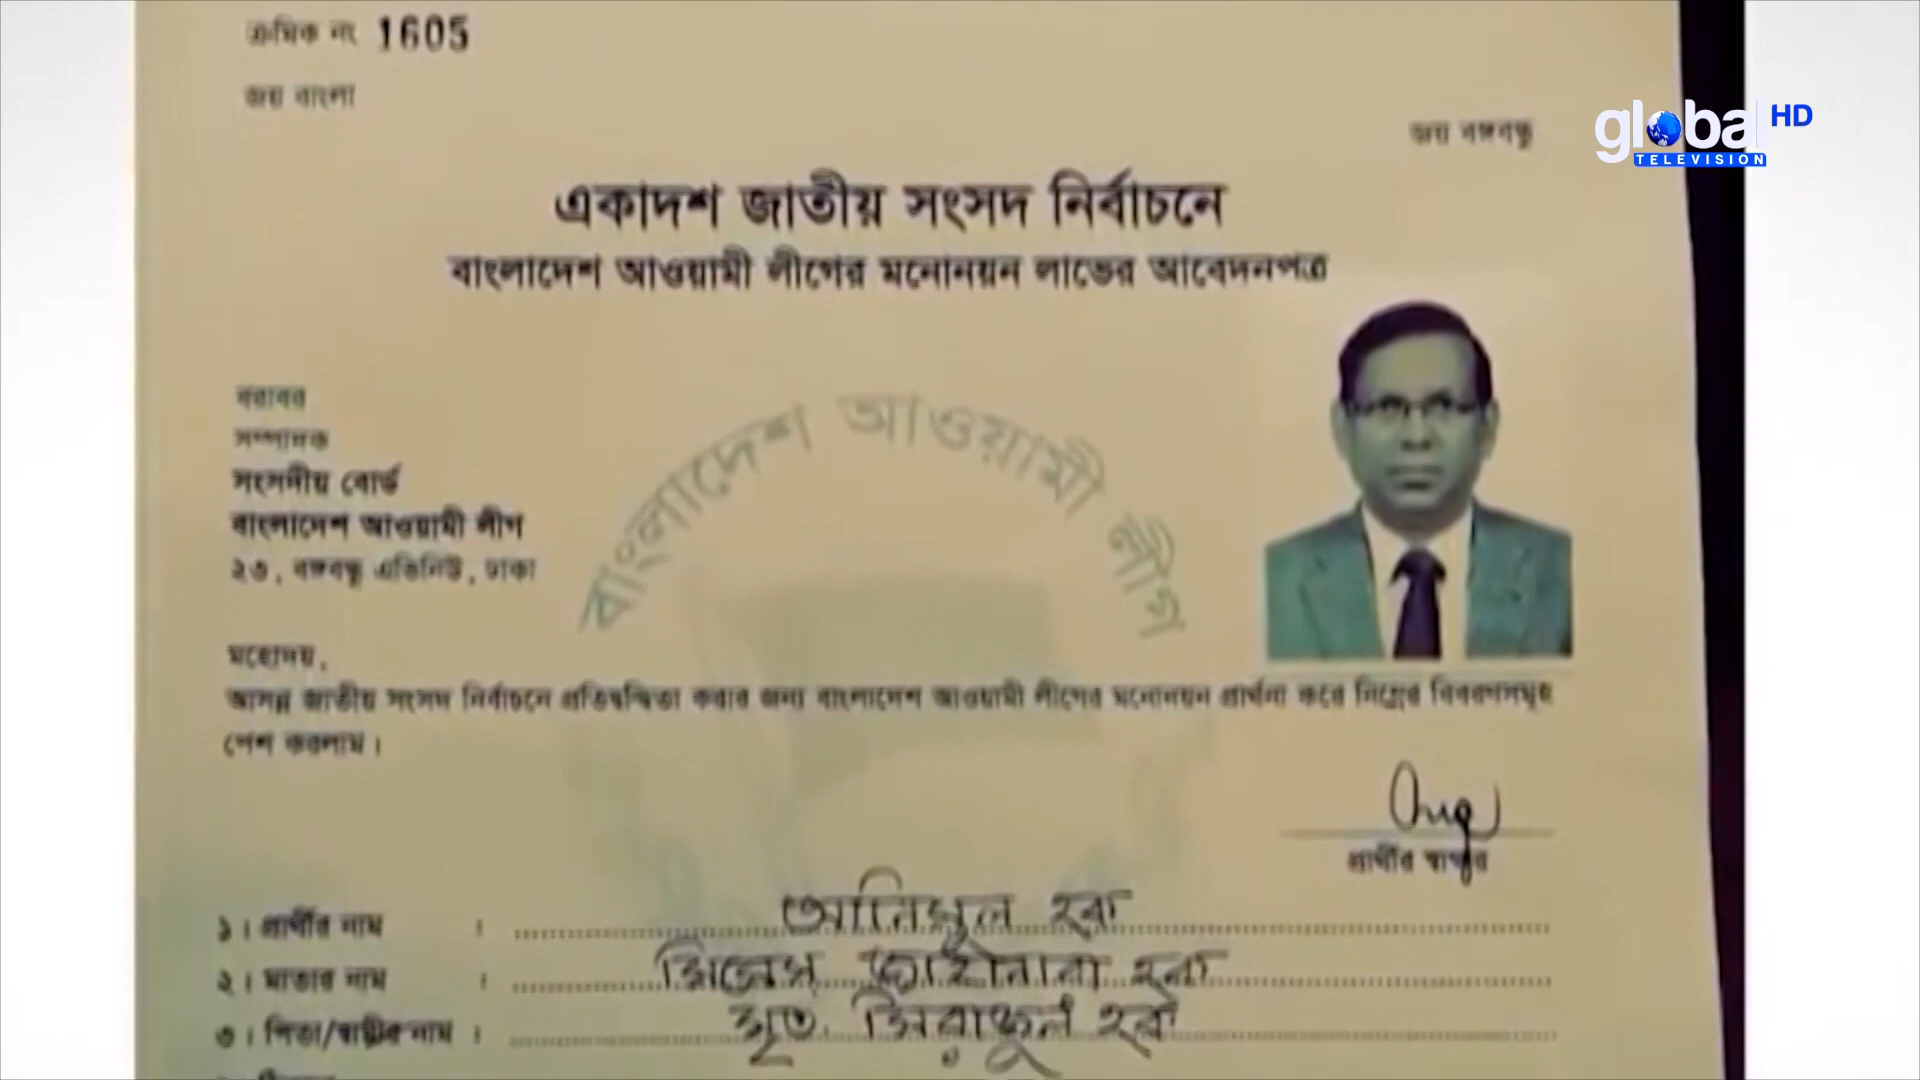 ক্রমিক নং 1605
জয় বাংলা
জয় বঙ্গবন্ধু
global HD
TELEVISION
একাদশ জাতীয় সংসদ নির্বাচনে
বাংলাদেশ আওয়ামী লীগের মনোনয়ন লাভের আবেদনপত্র
বরাবর
সম্পাদক
সংসদীয় বোর্ড
বাংলাদেশ আওয়ামী লীগ
২৩, বঙ্গবন্ধু এভিনিউ, ঢাকা
বাংলাদেশ আওয়ামী লীগ
মহোদয়,
আসন্ন জাতীয় সংসদ নির্বাচনে প্রতিদ্বন্দ্বিতা করার জন্য বাংলাদেশ আওয়ামী লীগের মনোনয়ন প্রার্থনা করে নিম্নের বিবরণসমূহ
পেশ করলাম।
প্রার্থীর স্বাক্ষর
১। প্রার্থীর নাম : আনিসুল হক
২। মাতার নাম : মিসেস জাহানারা হক
৩। পিতা/স্বামীর নাম : মৃত সিরাজুল হক